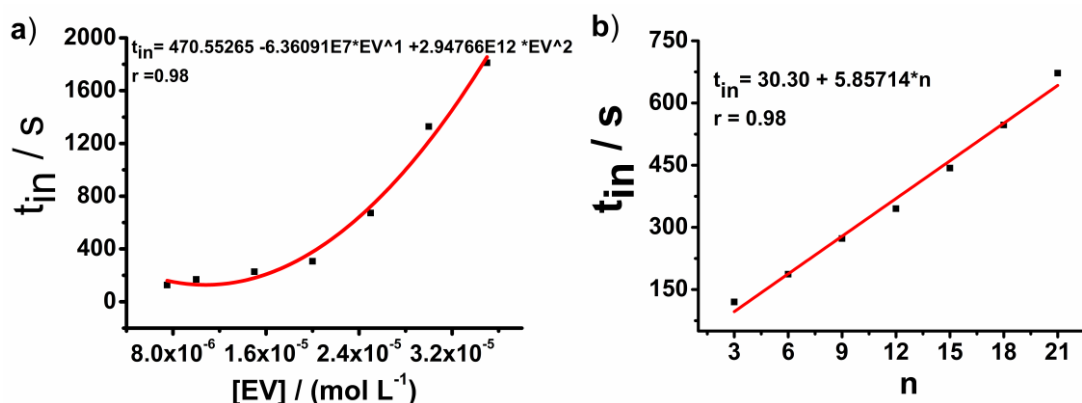 a)
t_in= 470.55265 -6.36091E7*EV^1 +2.94766E12 *EV^2
r =0.98
2000
1600
1200
800
400
0
t_in / s
8.0x10⁻⁶ 1.6x10⁻⁵ 2.4x10⁻⁵ 3.2x10⁻⁵
[EV] / (mol L⁻¹)
b)
t_in= 30.30 + 5.85714*n
r = 0.98
750
600
450
300
150
t_in / s
3 6 9 12 15 18 21
n